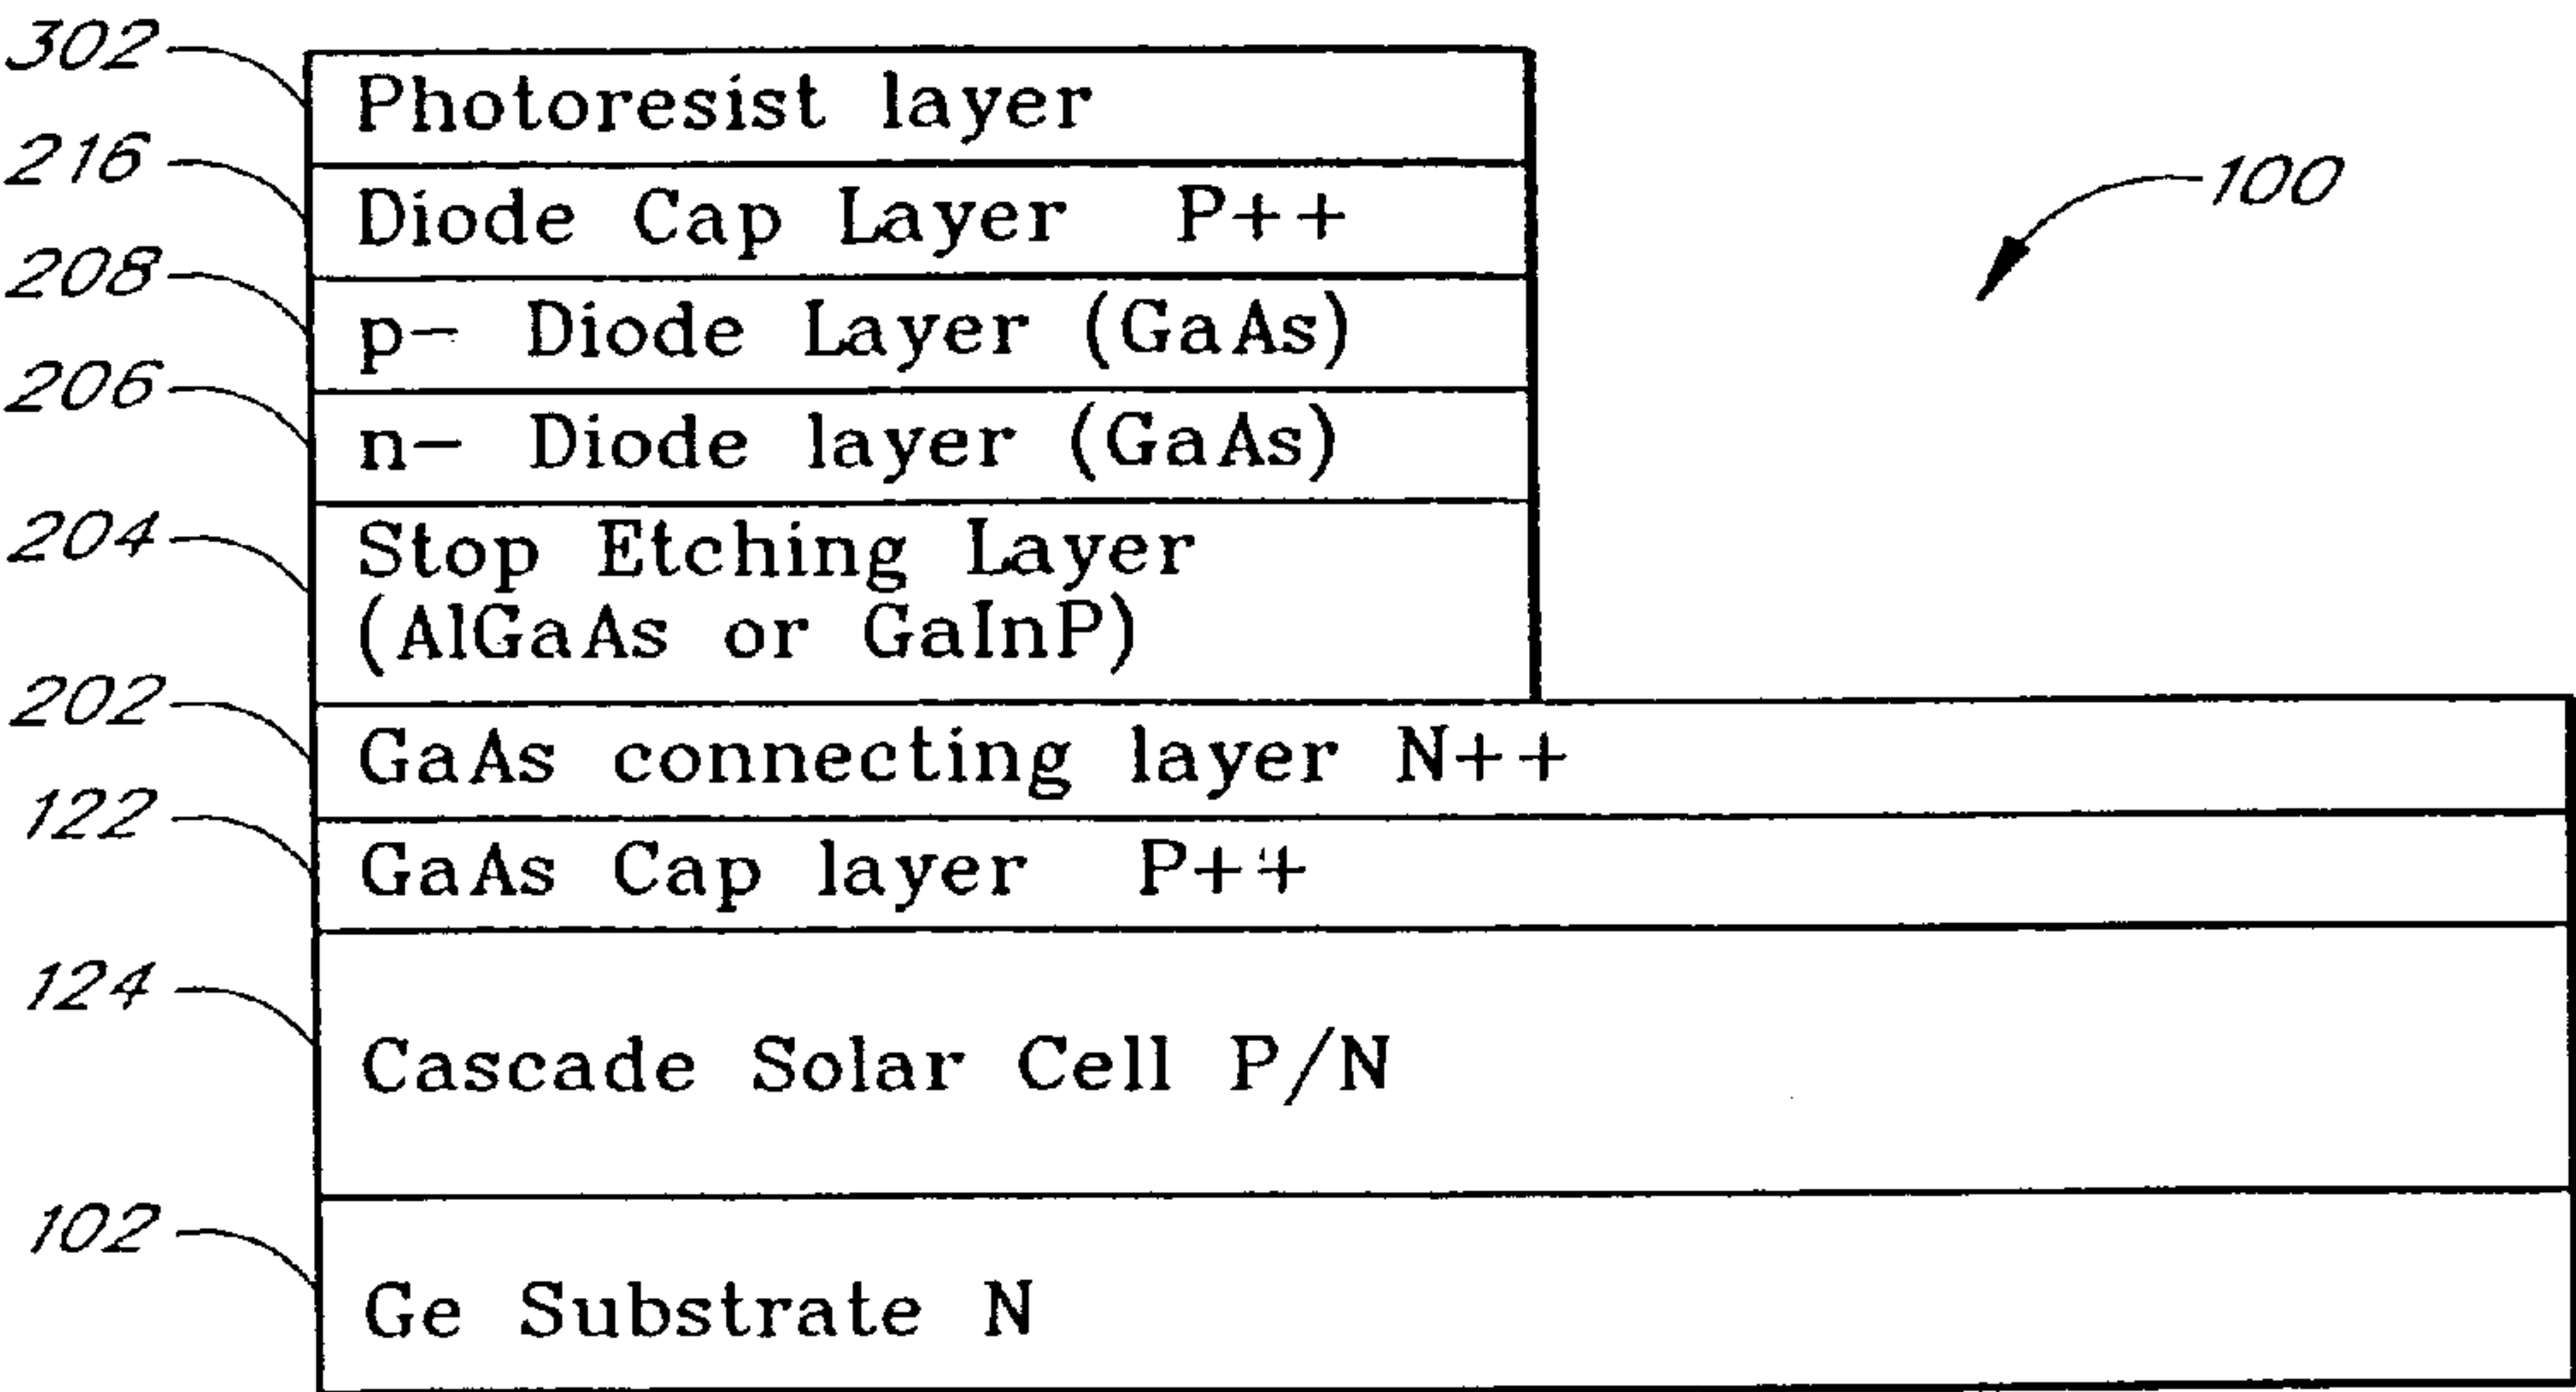 302
Photoresist layer
216
Diode Cap Layer P++
100
208
p- Diode Layer (GaAs)
206
n- Diode layer (GaAs)
204
Stop Etching Layer
(AlGaAs or GaInP)
202
GaAs connecting layer N++
122
GaAs Cap layer P++
124
Cascade Solar Cell P/N
102
Ge Substrate N